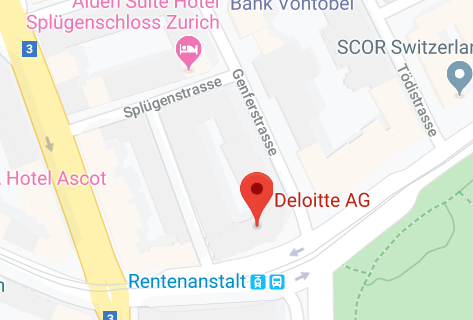 Alden Suite Hotel
Splügenschloss Zurich
Bank Vontobel
3
SCOR Switzerlan
Splügenstrasse
Genferstrasse
Tödistrasse
Hotel Ascot
Deloitte AG
Rentenanstalt
3
n